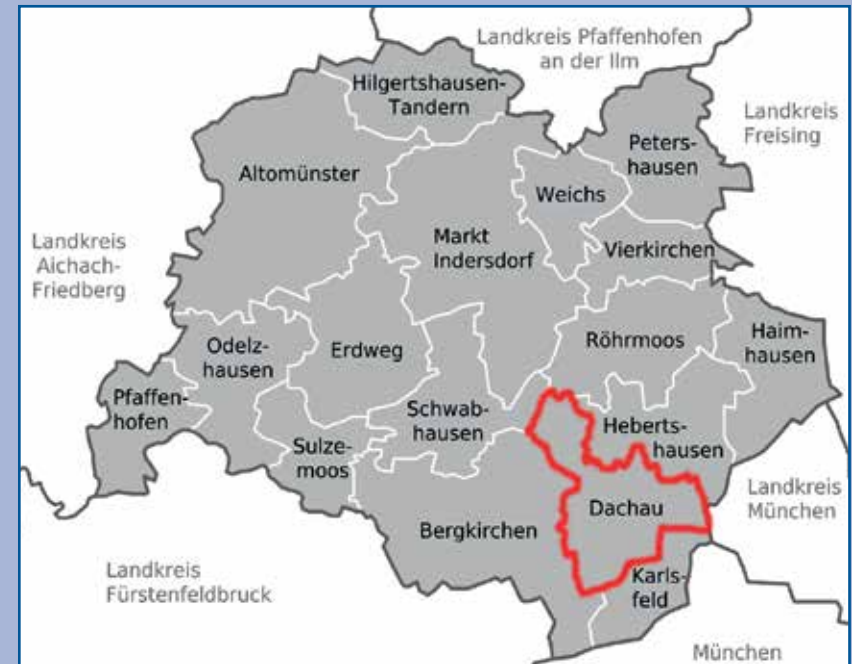 Landkreis Pfaffenhofen
an der Ilm
Hilgertshausen-
Tandern
Landkreis
Freising
Peters-
hausen
Altomünster
Weichs
Landkreis
Aichach-
Friedberg
Markt
Indersdorf
Vierkirchen
Odelz-
hausen
Erdweg
Röhrmoos
Haim-
hausen
Pfaffen-
hofen
Schwab-
hausen
Heberts-
hausen
Sulze-
moos
Landkreis
München
Dachau
Bergkirchen
Landkreis
Fürstenfeldbruck
Karls-
feld
München